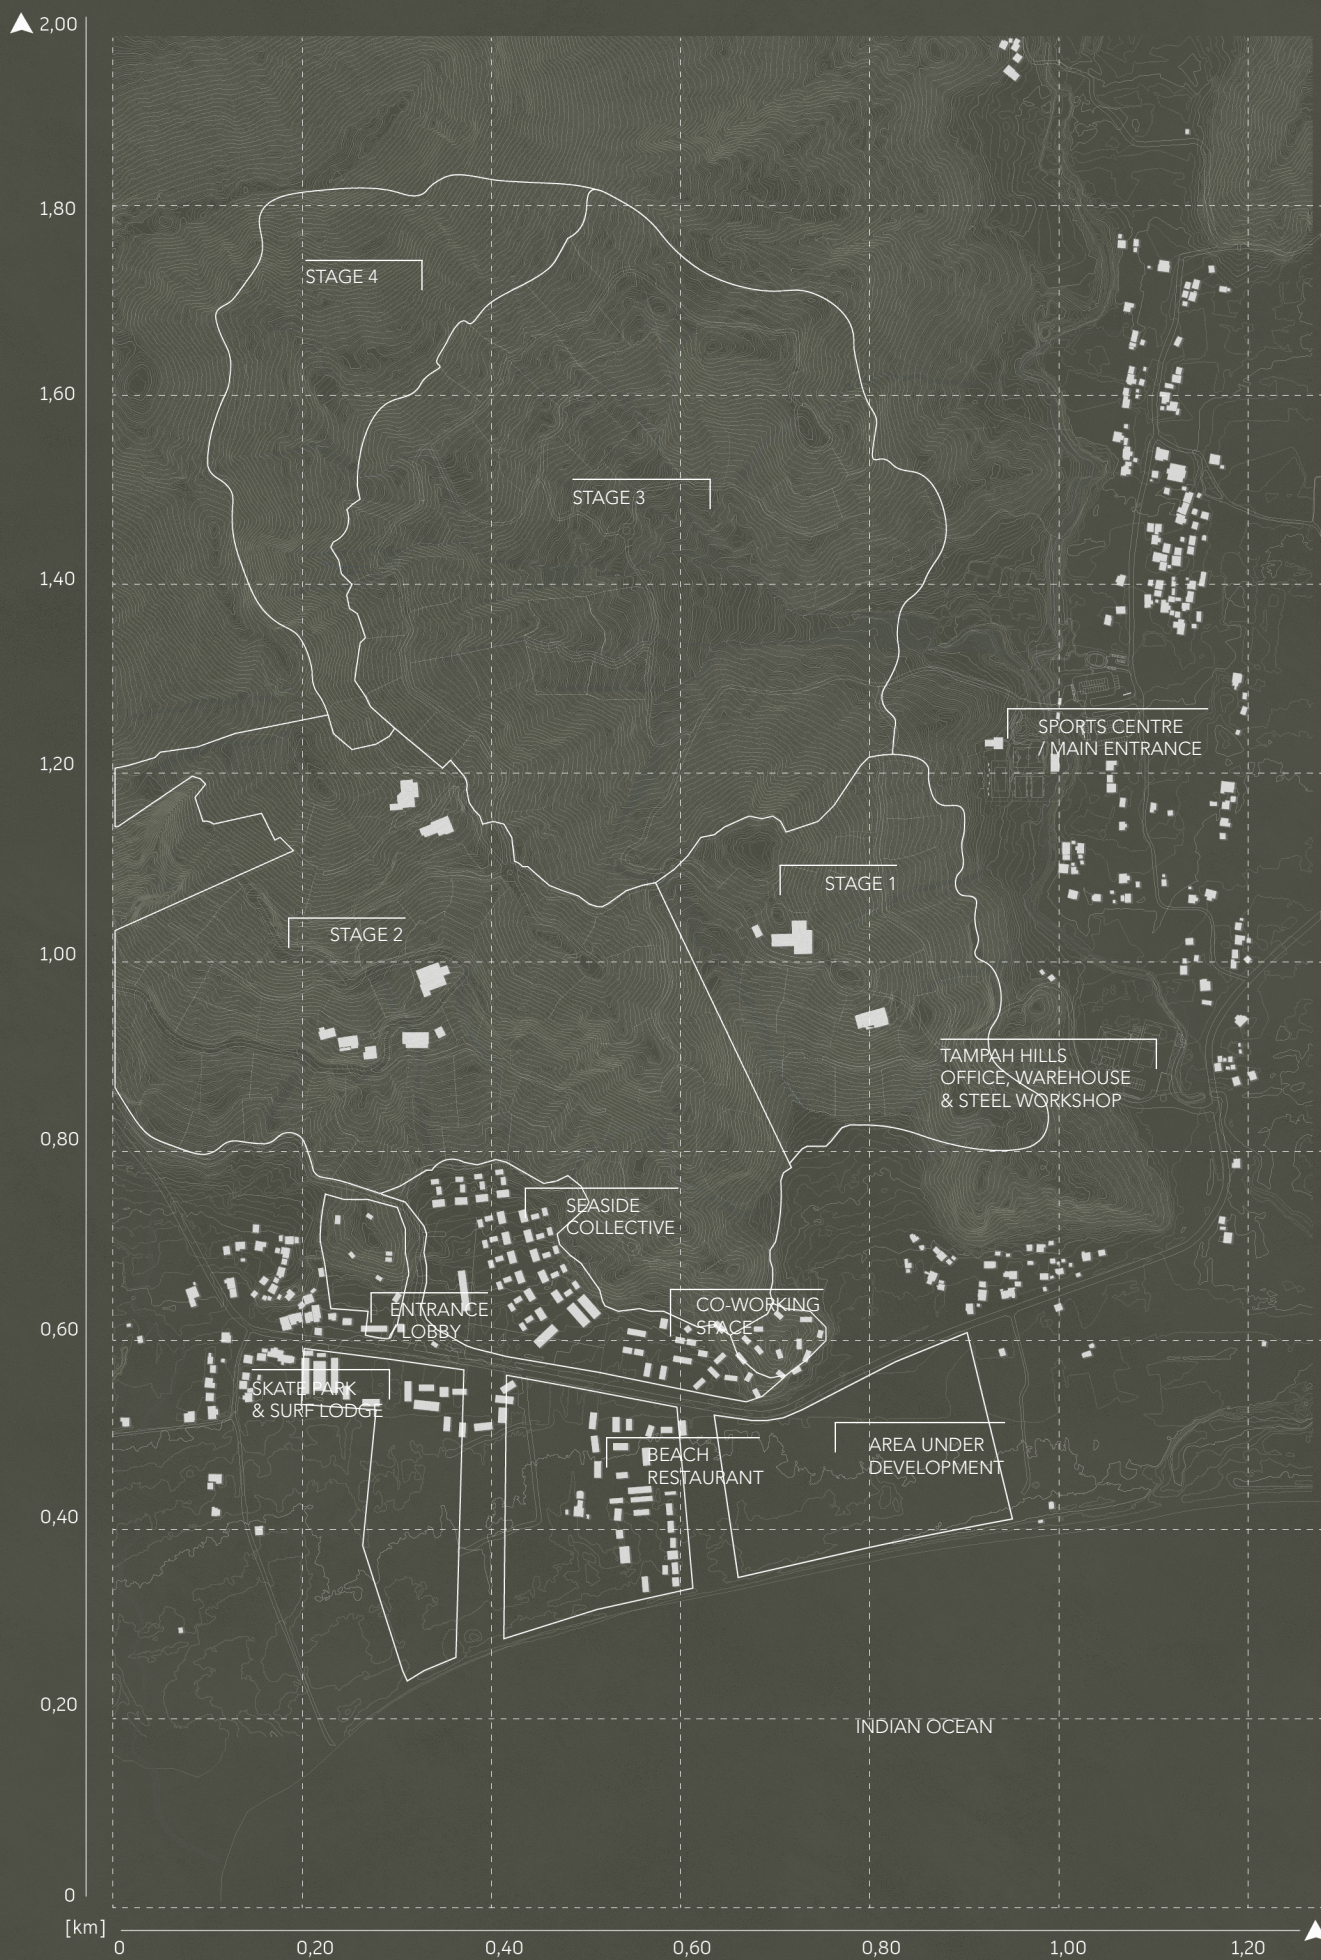 2,00
1,80
STAGE 4
1,60
STAGE 3
1,40
SPORTS CENTRE
/ MAIN ENTRANCE
1,20
STAGE 1
STAGE 2
1,00
TAMPAH HILLS
OFFICE, WAREHOUSE
& STEEL WORKSHOP
0,80
SEASIDE
COLLECTIVE
ENTRANCE
LOBBY
CO-WORKING
SPACE
0,60
SKATE PARK
& SURF LODGE
BEACH
RESTAURANT
AREA UNDER
DEVELOPMENT
0,40
0,20
INDIAN OCEAN
0
[km]
0
0,20
0,40
0,60
0,80
1,00
1,20